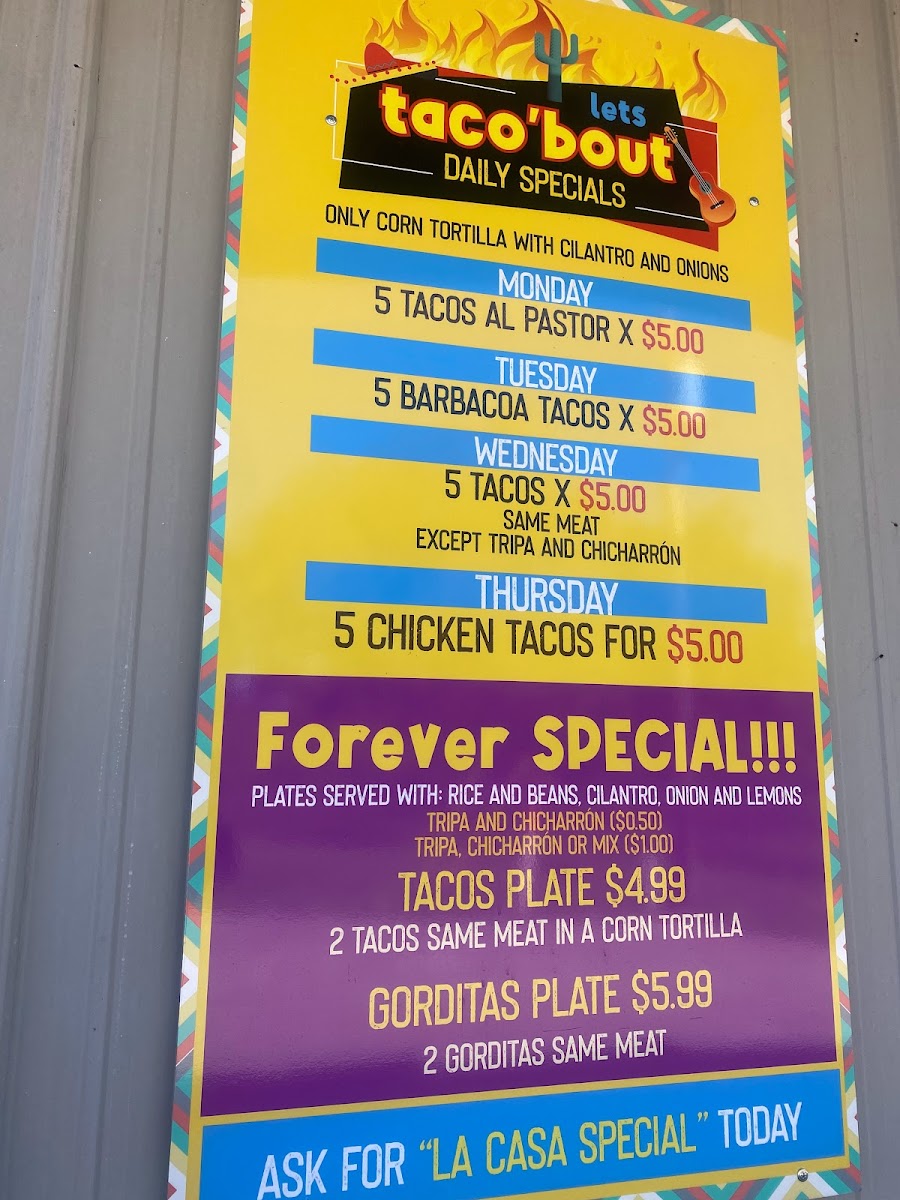 lets
taco'bout
DAILY SPECIALS
ONLY CORN TORTILLA WITH CILANTRO AND ONIONS
MONDAY
5 TACOS AL PASTOR X $5.00
TUESDAY
5 BARBACOA TACOS X $5.00
WEDNESDAY
5 TACOS X $5.00
SAME MEAT
EXCEPT TRIPA AND CHICHARRÓN
THURSDAY
5 CHICKEN TACOS FOR $5.00
Forever SPECIAL!!!
PLATES SERVED WITH: RICE AND BEANS, CILANTRO, ONION AND LEMONS
TRIPA AND CHICHARRÓN ($0.50)
TRIPA, CHICHARRÓN OR MIX ($1.00)
TACOS PLATE $4.99
2 TACOS SAME MEAT IN A CORN TORTILLA
GORDITAS PLATE $5.99
2 GORDITAS SAME MEAT
ASK FOR "LA CASA SPECIAL" TODAY